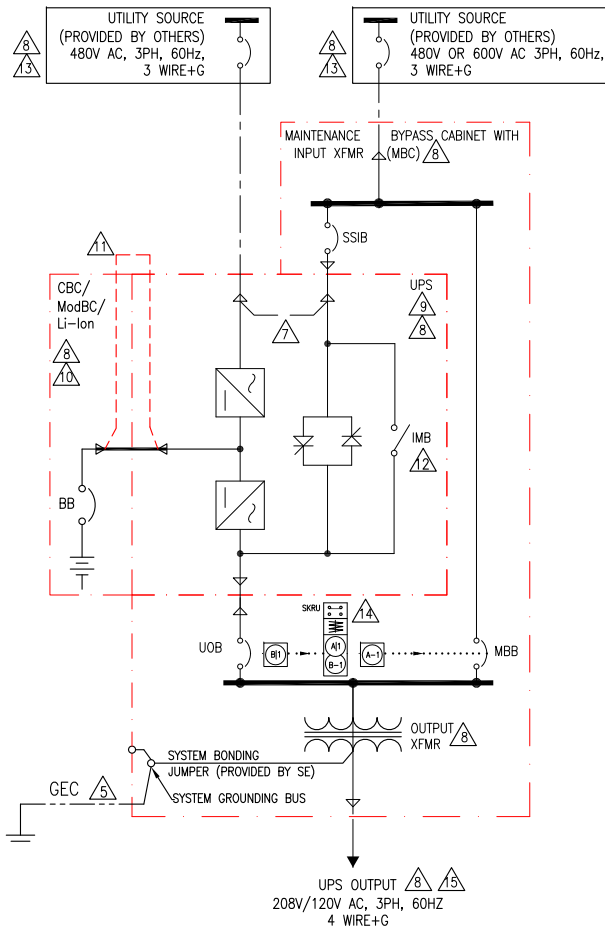 UTILITY SOURCE
(PROVIDED BY OTHERS)
480V AC, 3PH, 60Hz,
3 WIRE+G
8
13
UTILITY SOURCE
(PROVIDED BY OTHERS)
480V OR 600V AC 3PH, 60Hz,
3 WIRE+G
8
13
MAINTENANCE BYPASS CABINET WITH
INPUT XFMR (MBC) 8
SSIB
11
CBC/
ModBC/
Li-Ion
8
10
UPS
9
8
7
IMB
12
BB
SKRU
14
UOB
B|1
A|1
B-1
A-1
MBB
OUTPUT
XFMR 8
SYSTEM BONDING
JUMPER (PROVIDED BY SE)
SYSTEM GROUNDING BUS
GEC 5
UPS OUTPUT 8 15
208V/120V AC, 3PH, 60HZ
4 WIRE+G